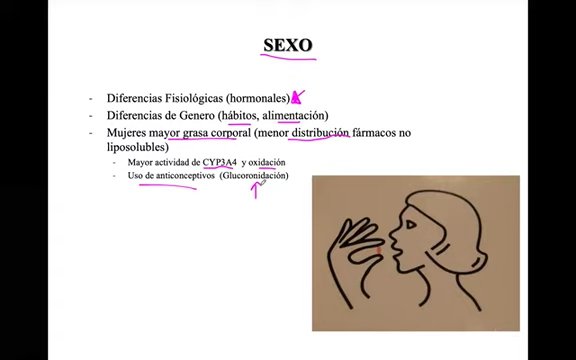 SEXO
- Diferencias Fisiológicas (hormonales)
- Diferencias de Genero (hábitos, alimentación)
- Mujeres mayor grasa corporal (menor distribución fármacos no
liposolubles)
- Mayor actividad de CYP3A4 y oxidación
- Uso de anticonceptivos (Glucoronidación)